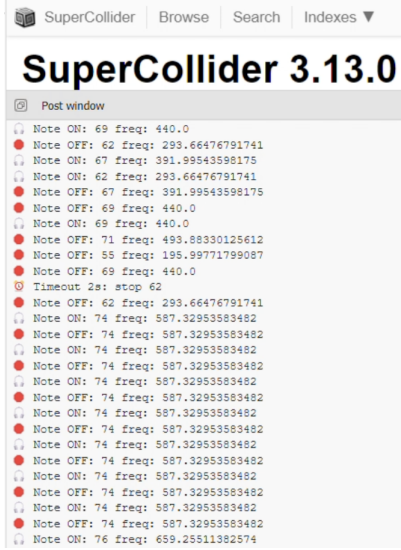 SuperCollider Browse Search Indexes ▼
SuperCollider 3.13.0
Post window
Note ON: 69 freq: 440.0
Note OFF: 62 freq: 293.66476791741
Note ON: 67 freq: 391.99543598175
Note ON: 62 freq: 293.66476791741
Note OFF: 67 freq: 391.99543598175
Note OFF: 69 freq: 440.0
Note ON: 69 freq: 440.0
Note OFF: 71 freq: 493.88330125612
Note OFF: 55 freq: 195.99771799087
Note OFF: 69 freq: 440.0
Timeout 2s: stop 62
Note OFF: 62 freq: 293.66476791741
Note ON: 74 freq: 587.32953583482
Note OFF: 74 freq: 587.32953583482
Note ON: 74 freq: 587.32953583482
Note OFF: 74 freq: 587.32953583482
Note ON: 74 freq: 587.32953583482
Note OFF: 74 freq: 587.32953583482
Note ON: 74 freq: 587.32953583482
Note OFF: 74 freq: 587.32953583482
Note ON: 74 freq: 587.32953583482
Note OFF: 74 freq: 587.32953583482
Note ON: 74 freq: 587.32953583482
Note OFF: 74 freq: 587.32953583482
Note ON: 74 freq: 587.32953583482
Note OFF: 74 freq: 587.32953583482
Note ON: 76 freq: 659.25511382574